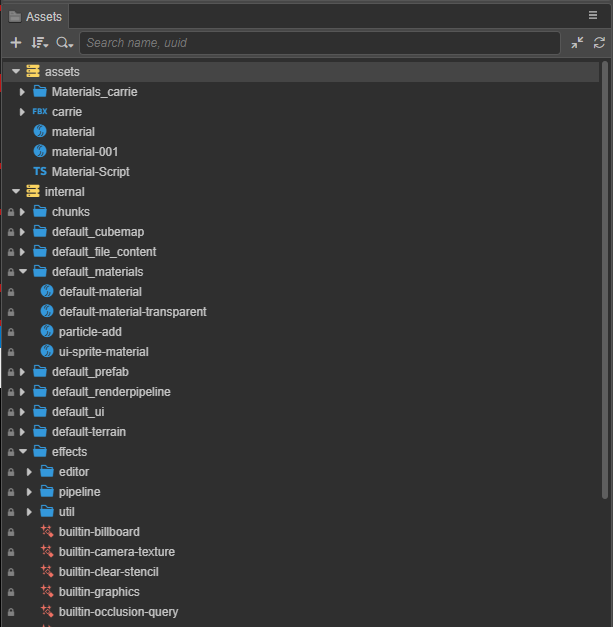 Assets
Search name, uuid
assets
Materials_carrie
FBX carrie
material
material-001
TS Material-Script
internal
chunks
default_cubemap
default_file_content
default_materials
default-material
default-material-transparent
particle-add
ui-sprite-material
default_prefab
default_renderpipeline
default_ui
default-terrain
effects
editor
pipeline
util
builtin-billboard
builtin-camera-texture
builtin-clear-stencil
builtin-graphics
builtin-occlusion-query